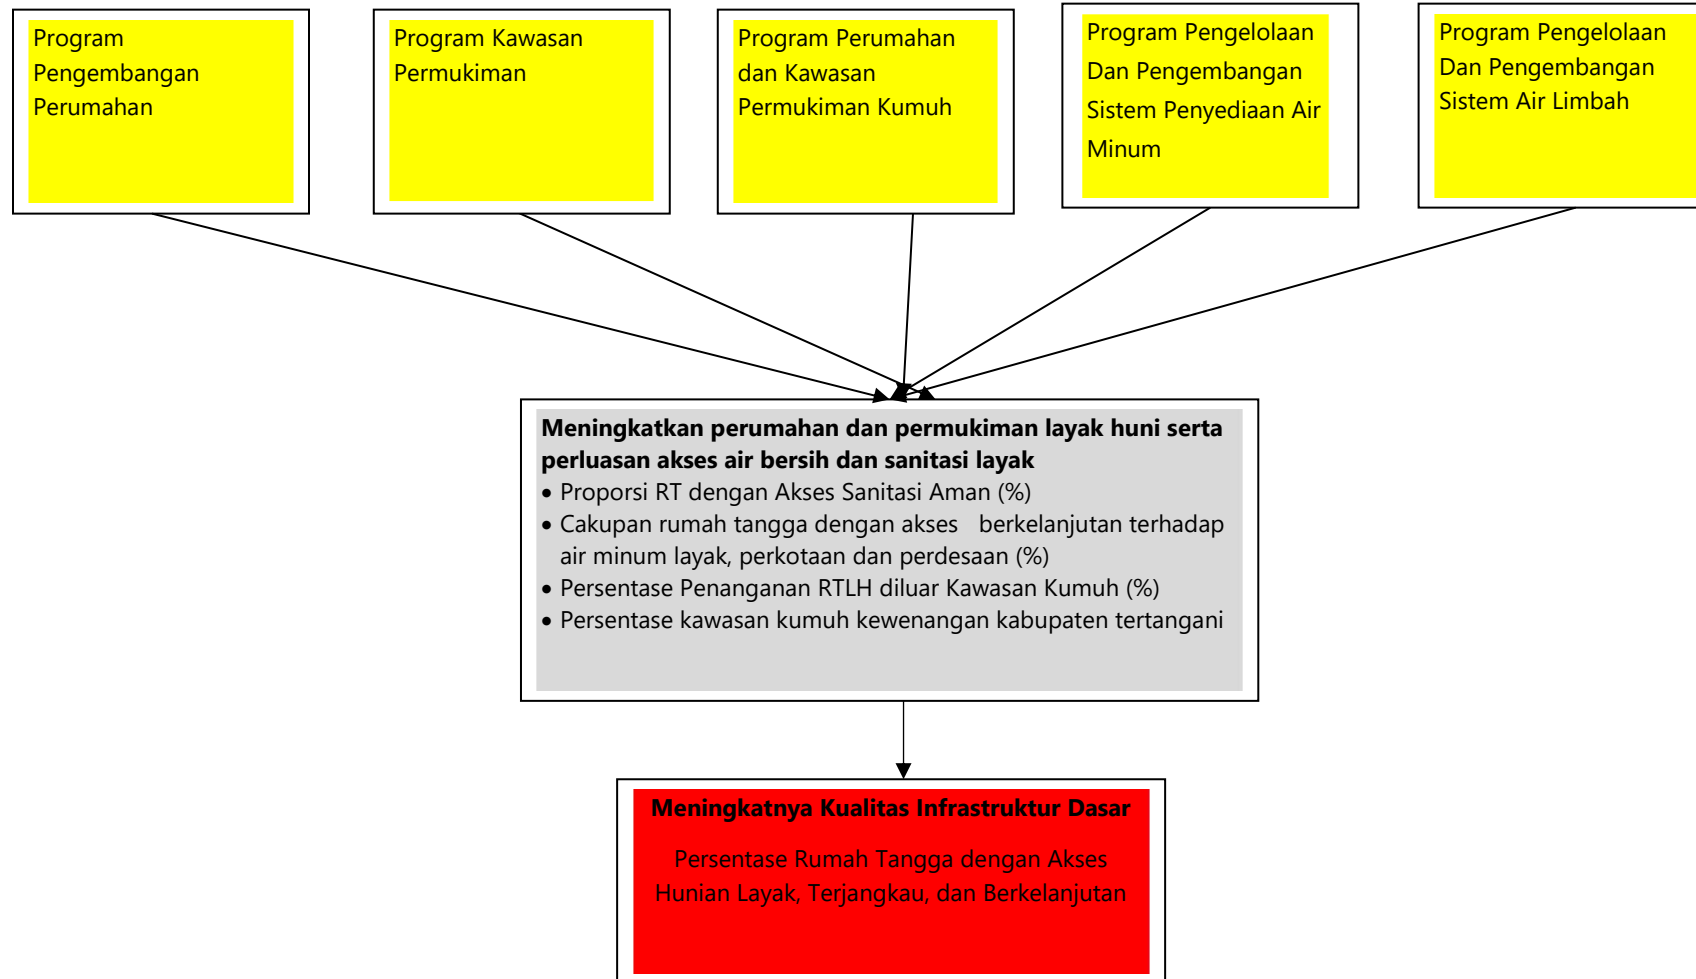 Program
Pengembangan
Perumahan
Program Kawasan
Permukiman
Program Perumahan
dan Kawasan
Permukiman Kumuh
Program Pengelolaan
Dan Pengembangan
Sistem Penyediaan Air
Minum
Program Pengelolaan
Dan Pengembangan
Sistem Air Limbah
Meningkatkan perumahan dan permukiman layak huni serta
perluasan akses air bersih dan sanitasi layak
• Proporsi RT dengan Akses Sanitasi Aman (%)
• Cakupan rumah tangga dengan akses berkelanjutan terhadap
air minum layak, perkotaan dan perdesaan (%)
• Persentase Penanganan RTLH diluar Kawasan Kumuh (%)
• Persentase kawasan kumuh kewenangan kabupaten tertangani
Meningkatnya Kualitas Infrastruktur Dasar
Persentase Rumah Tangga dengan Akses
Hunian Layak, Terjangkau, dan Berkelanjutan